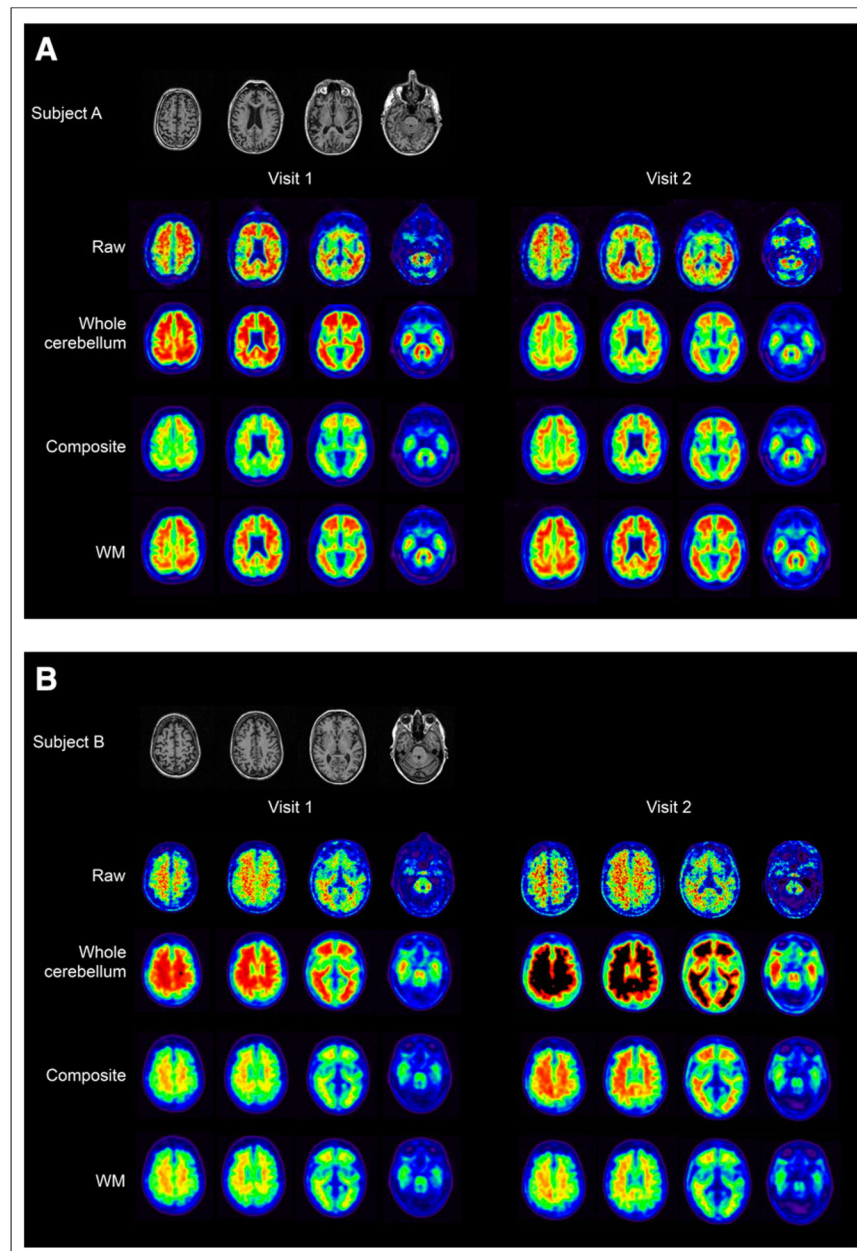 A
Subject A
Visit 1
Visit 2
Raw
Whole
cerebellum
Composite
WM
B
Subject B
Visit 1
Visit 2
Raw
Whole
cerebellum
Composite
WM